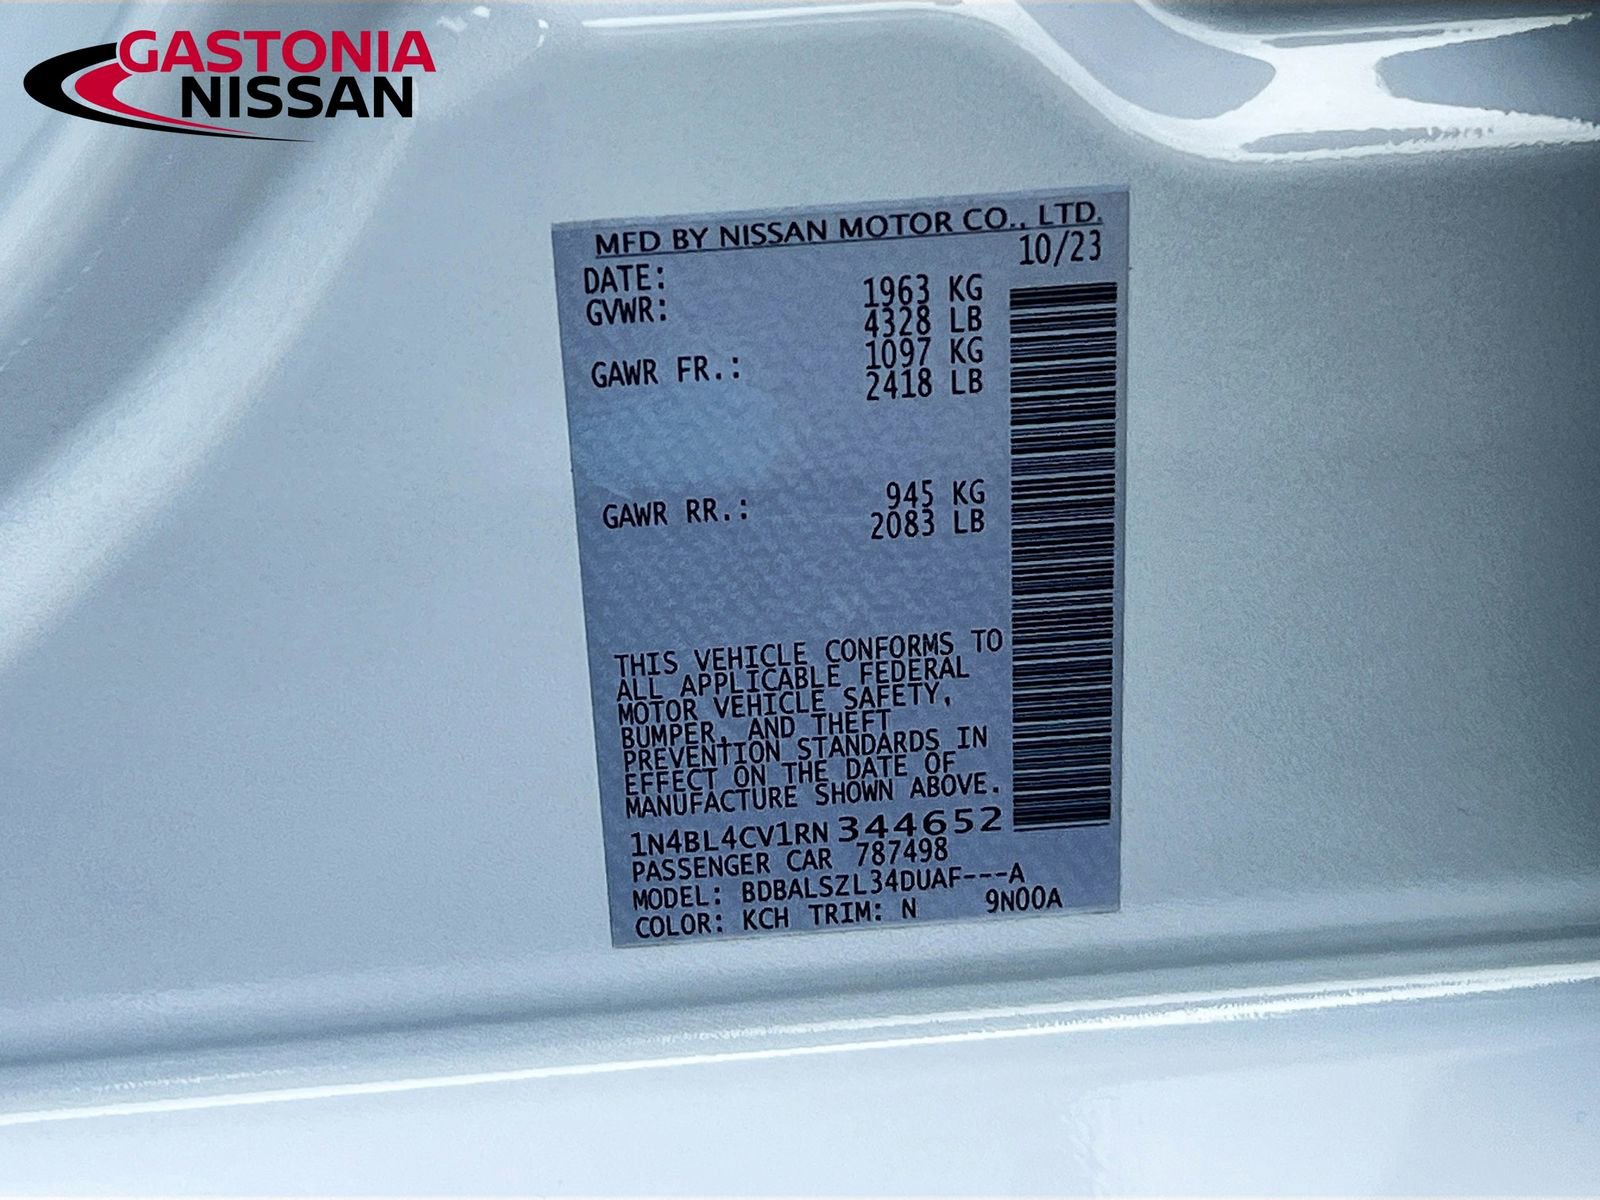 GASTONIA
NISSAN
MFD BY NISSAN MOTOR CO., LTD.
DATE: 10/23
GVWR: 1963 KG
4328 LB
GAWR FR.: 1097 KG
2418 LB
GAWR RR.: 945 KG
2083 LB
THIS VEHICLE CONFORMS TO
ALL APPLICABLE FEDERAL
MOTOR VEHICLE SAFETY,
BUMPER, AND THEFT
PREVENTION STANDARDS IN
EFFECT ON THE DATE OF
MANUFACTURE SHOWN ABOVE.
1N4BL4CV1RN344652
PASSENGER CAR 787498
MODEL: BDBALSZL34DUAF---A
COLOR: KCH TRIM: N 9N00A